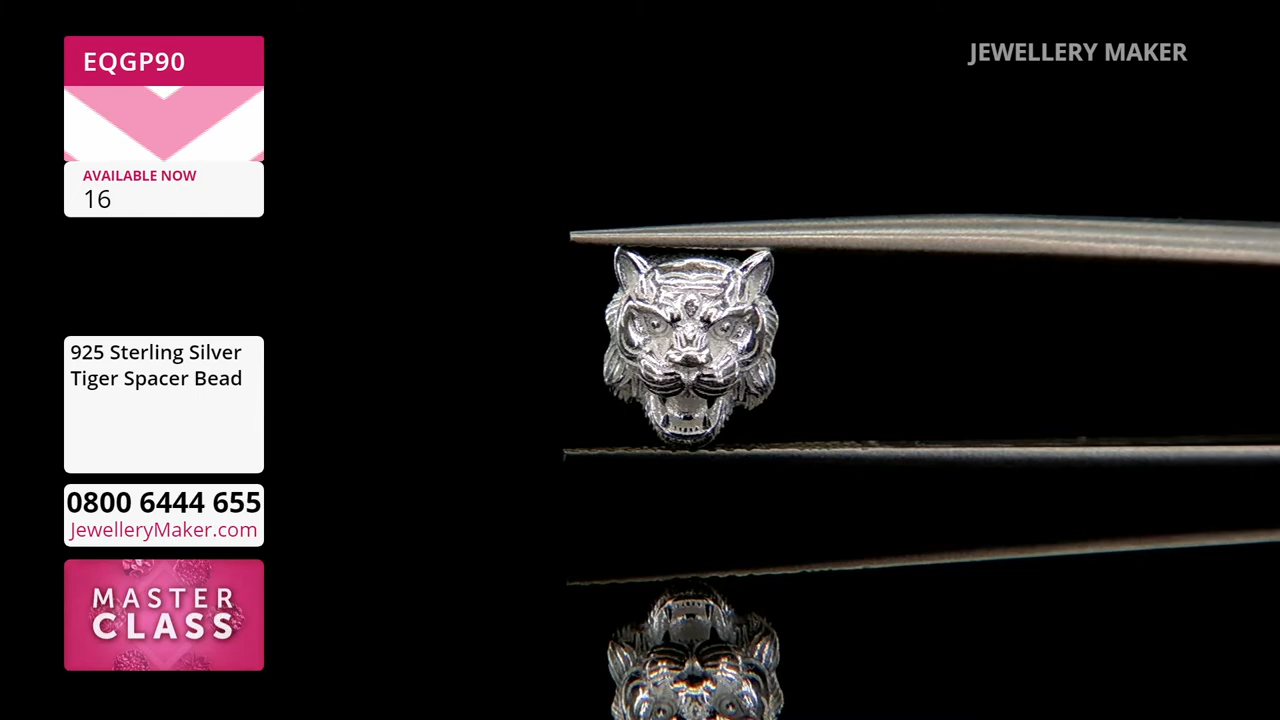 EQGP90
JEWELLERY MAKER
AVAILABLE NOW
16
925 Sterling Silver
Tiger Spacer Bead
0800 6444 655
JewelleryMaker.com
MASTER
CLASS